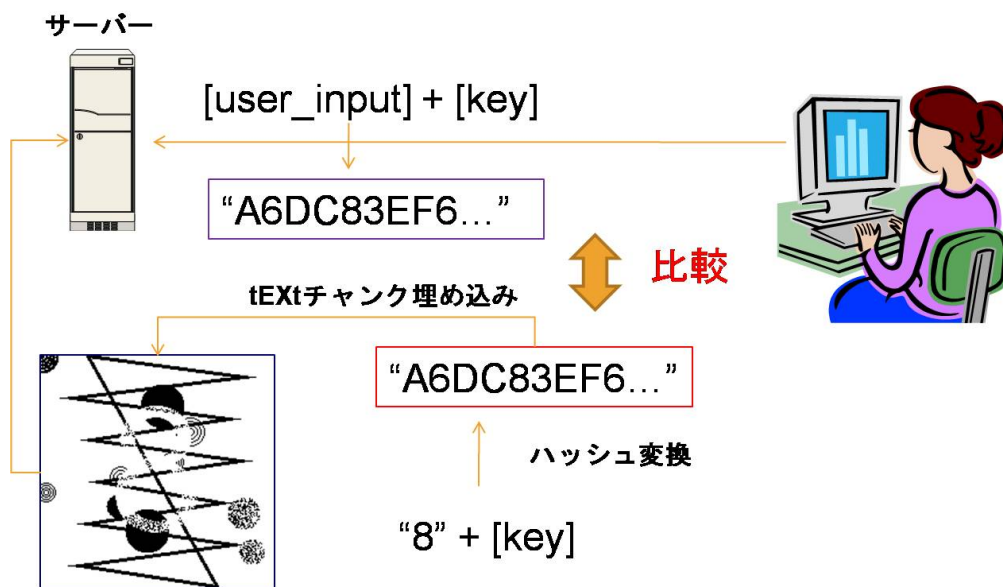 サーバー
[user_input] + [key]
“A6DC83EF6…”
比較
tEXtチャンク埋め込み
“A6DC83EF6…”
ハッシュ変換
“8” + [key]